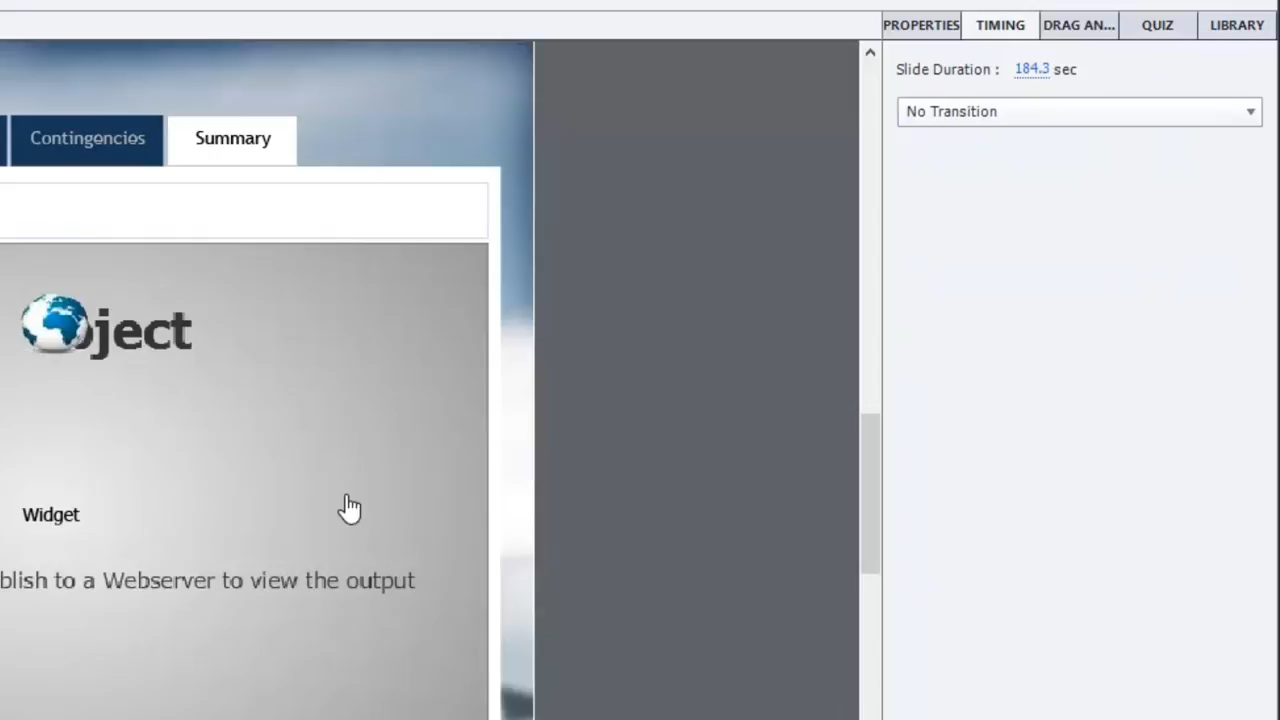 PROPERTIES TIMING DRAG AN... QUIZ LIBRARY
Slide Duration : 184.3 sec
No Transition
Contingencies Summary
ject
Widget
blish to a Webserver to view the output